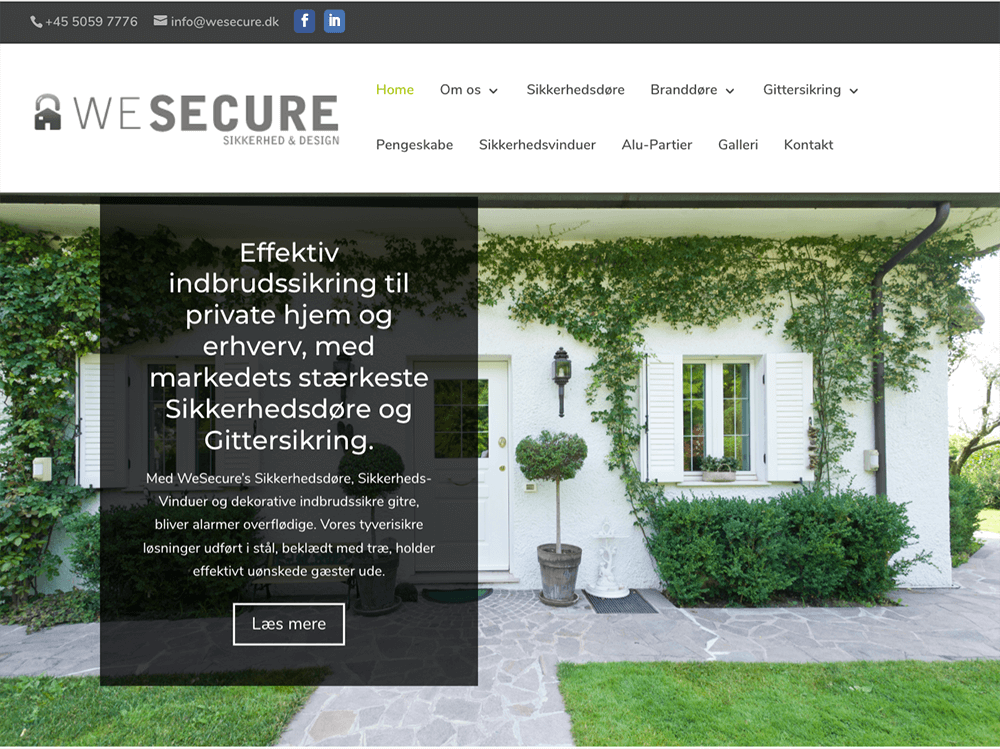 +45 5059 7776 info@wesecure.dk f in
WESECURE
SIKKERHED & DESIGN
Home Om os Sikkerhedsdøre Branddøre Gittersikring
Pengeskabe Sikkerhedsvinduer Alu-Partier Galleri Kontakt
Effektiv
indbrudssikring til
private hjem og
erhverv, med
markedets stærkeste
Sikkerhedsdøre og
Gittersikring.
Med WeSecure’s Sikkerhedsdøre, Sikkerheds-
Vinduer og dekorative indbrudssikre gitre,
bliver alarmer overflødige. Vores tyverisikre
løsninger udført i stål, beklædt med træ, holder
effektivt uønskede gæster ude.
Læs mere